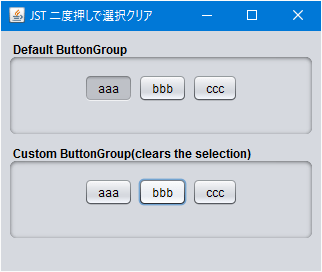 JST 二度押しで選択クリア
Default ButtonGroup
aaa bbb ccc
Custom ButtonGroup(clears the selection)
aaa bbb ccc